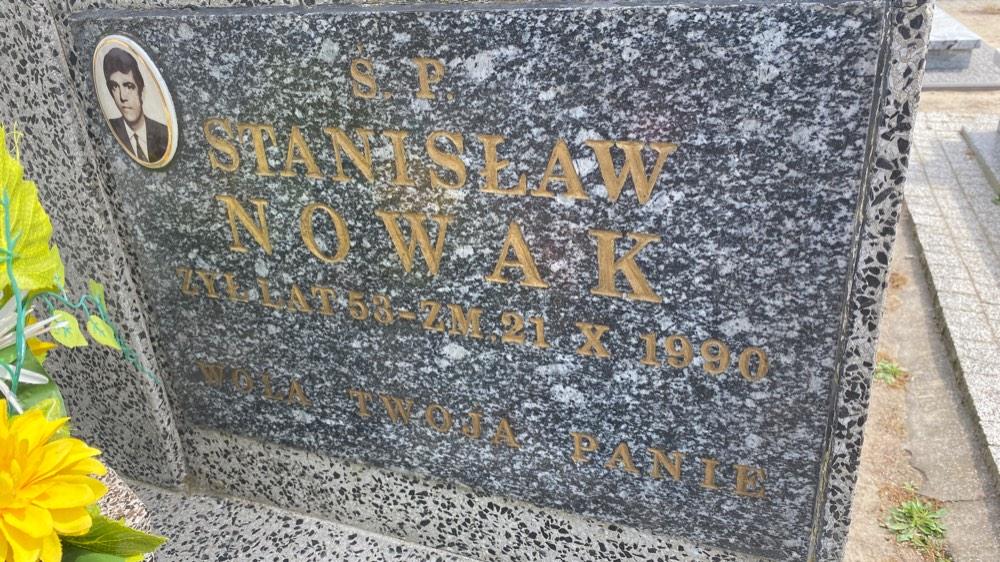 Ś. P.
STANISŁAW
NOWAK
ŻYŁ LAT 53-ZM. 21 X 1990
WOLA TWOJA PANIE